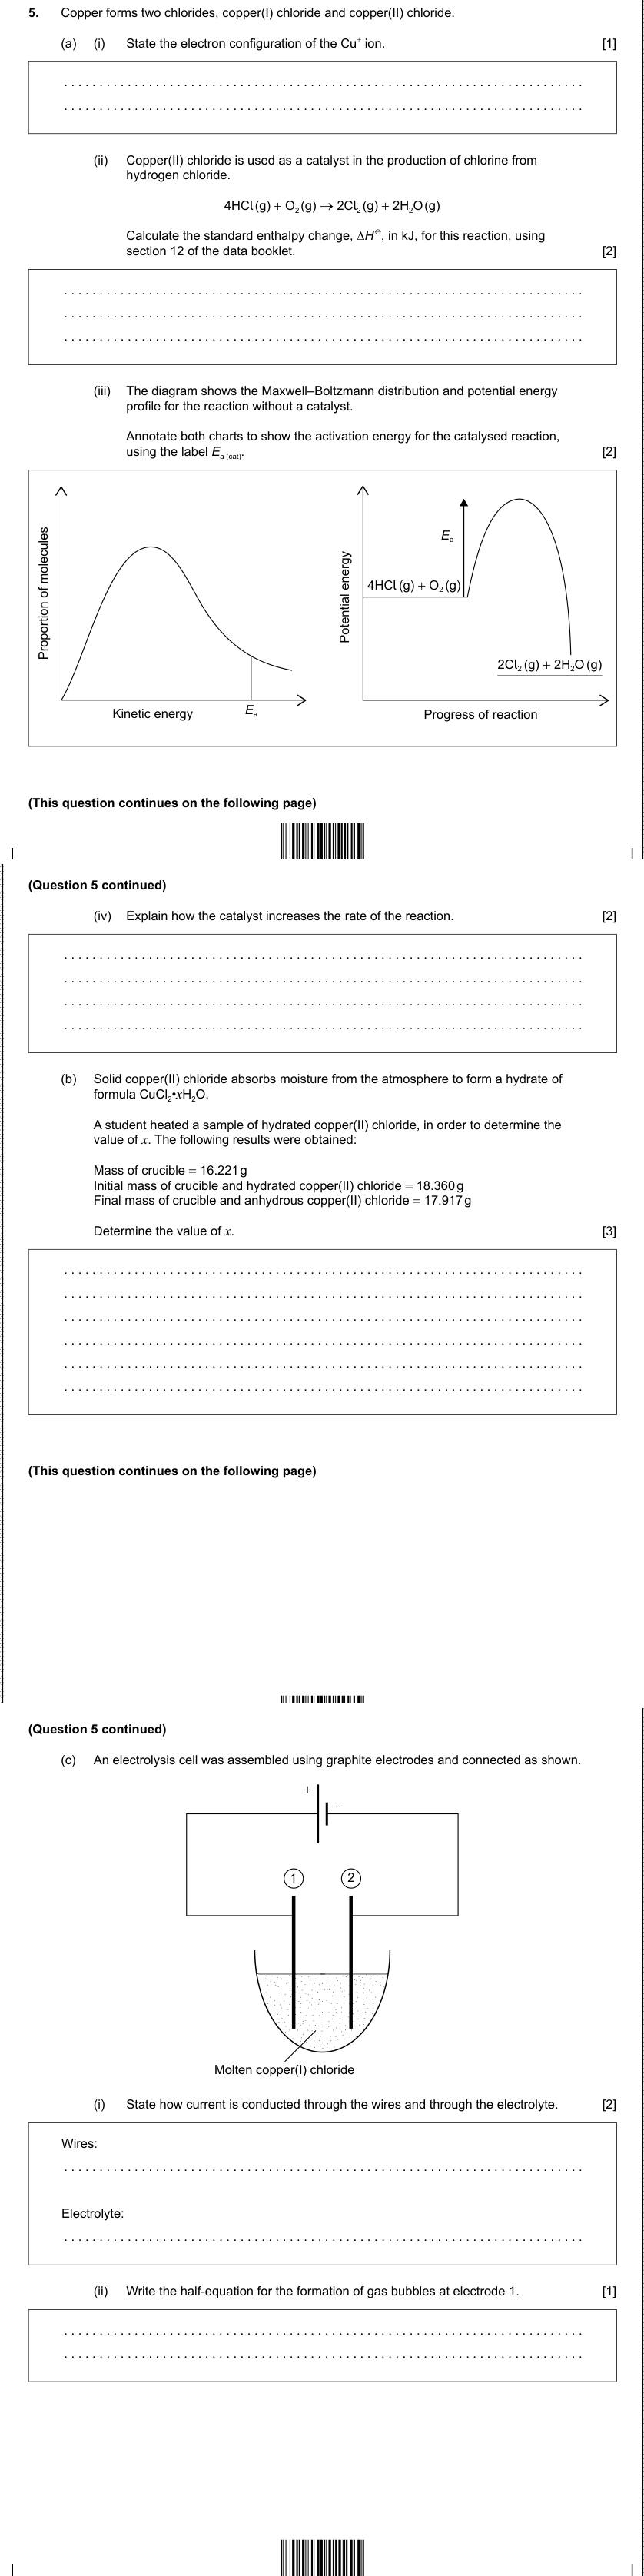 5. Copper forms two chlorides, copper(I) chloride and copper(II) chloride.
(a) (i) State the electron configuration of the Cu⁺ ion. [1]
(ii) Copper(II) chloride is used as a catalyst in the production of chlorine from
hydrogen chloride.
4HCl (g) + O₂ (g) → 2Cl₂ (g) + 2H₂O (g)
Calculate the standard enthalpy change, ΔH⦵, in kJ, for this reaction, using
section 12 of the data booklet. [2]
(iii) The diagram shows the Maxwell–Boltzmann distribution and potential energy
profile for the reaction without a catalyst.
Annotate both charts to show the activation energy for the catalysed reaction,
using the label Eₐ (cat). [2]
Proportion of molecules
Kinetic energy
Eₐ
Potential energy
Eₐ
4HCl (g) + O₂ (g)
2Cl₂ (g) + 2H₂O (g)
Progress of reaction
(This question continues on the following page)
(Question 5 continued)
(iv) Explain how the catalyst increases the rate of the reaction. [2]
(b) Solid copper(II) chloride absorbs moisture from the atmosphere to form a hydrate of
formula CuCl₂•xH₂O.
A student heated a sample of hydrated copper(II) chloride, in order to determine the
value of x. The following results were obtained:
Mass of crucible = 16.221 g
Initial mass of crucible and hydrated copper(II) chloride = 18.360 g
Final mass of crucible and anhydrous copper(II) chloride = 17.917 g
Determine the value of x. [3]
(This question continues on the following page)
(Question 5 continued)
(c) An electrolysis cell was assembled using graphite electrodes and connected as shown.
+ –
1 2
Molten copper(I) chloride
(i) State how current is conducted through the wires and through the electrolyte. [2]
Wires:
Electrolyte:
(ii) Write the half-equation for the formation of gas bubbles at electrode 1. [1]